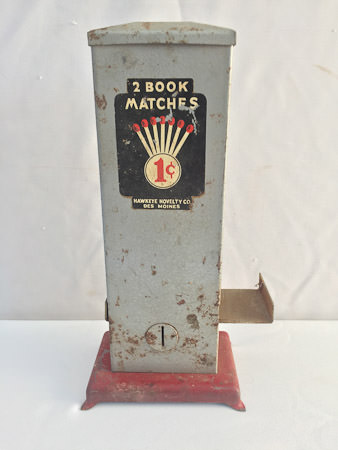 2 BOOK
MATCHES
1¢
HAWKEYE NOVELTY CO.
DES MOINES